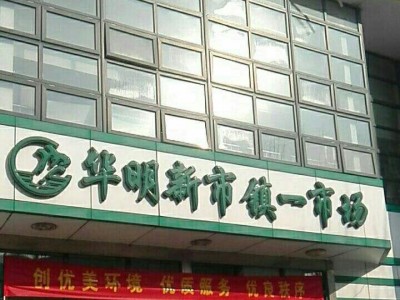 华明新市镇一市场
创优美环境 优质服务 优良秩序